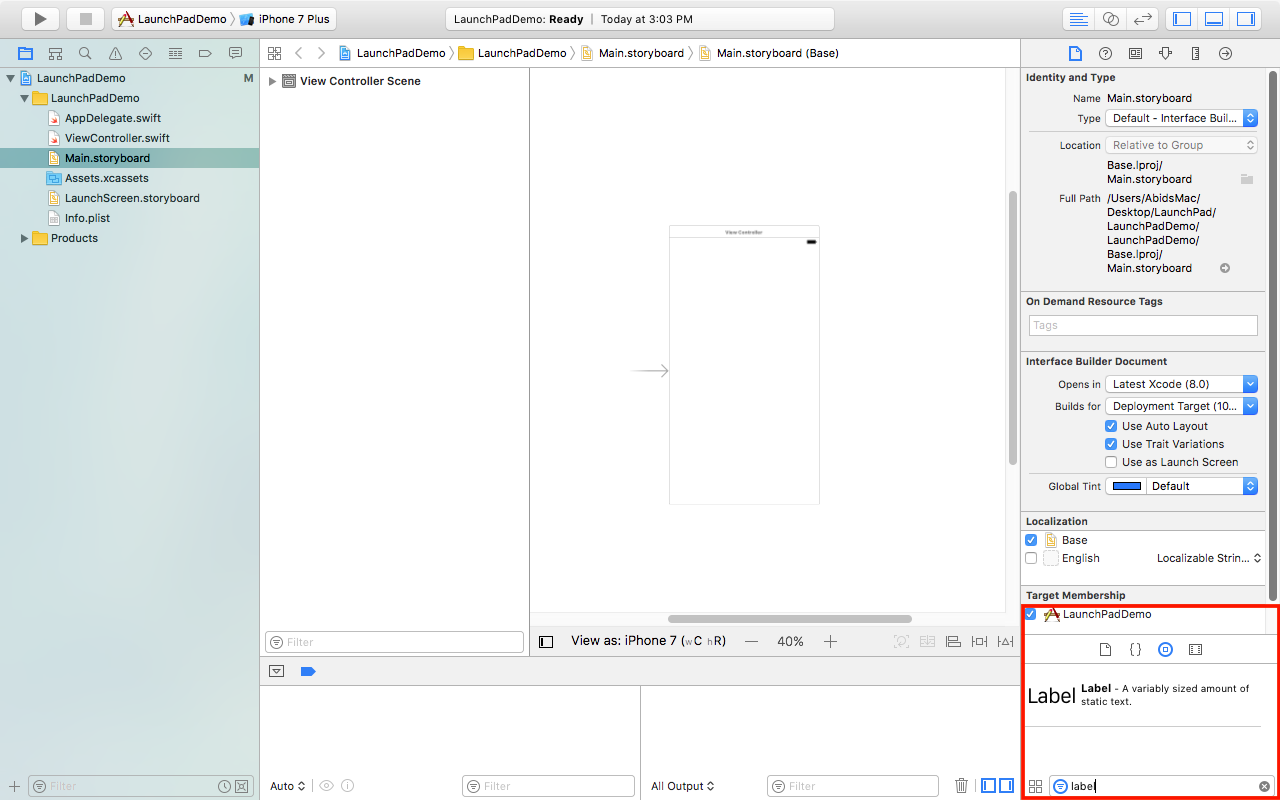 LaunchPadDemo
iPhone 7 Plus
LaunchPadDemo: Ready | Today at 3:03 PM
LaunchPadDemo M
LaunchPadDemo
AppDelegate.swift
ViewController.swift
Main.storyboard
Assets.xcassets
LaunchScreen.storyboard
Info.plist
Products
Filter
LaunchPadDemo
LaunchPadDemo
Main.storyboard
Main.storyboard (Base)
View Controller Scene
Filter
View Controller
View as: iPhone 7 (wC hR)
40%
Auto
Filter
All Output
Filter
Identity and Type
Name Main.storyboard
Type Default - Interface Buil...
Location Relative to Group
Base.lproj/
Main.storyboard
Full Path /Users/AbidsMac/
Desktop/LaunchPad/
LaunchPadDemo/
LaunchPadDemo/
Base.lproj/
Main.storyboard
On Demand Resource Tags
Tags
Interface Builder Document
Opens in Latest Xcode (8.0)
Builds for Deployment Target (10...
Use Auto Layout
Use Trait Variations
Use as Launch Screen
Global Tint Default
Localization
Base
English Localizable Strin...
Target Membership
LaunchPadDemo
Label
Label - A variably sized amount of
static text.
label